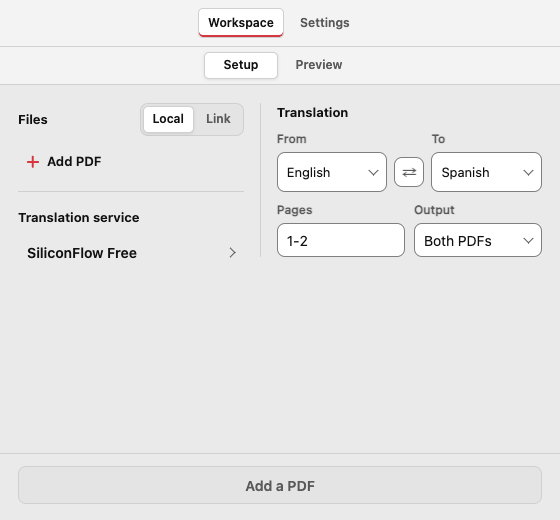 Workspace
Settings
Setup
Preview
Files
Local
Link
Add PDF
Translation service
SiliconFlow Free
Translation
From
To
English
Spanish
Pages
Output
1-2
Both PDFs
Add a PDF